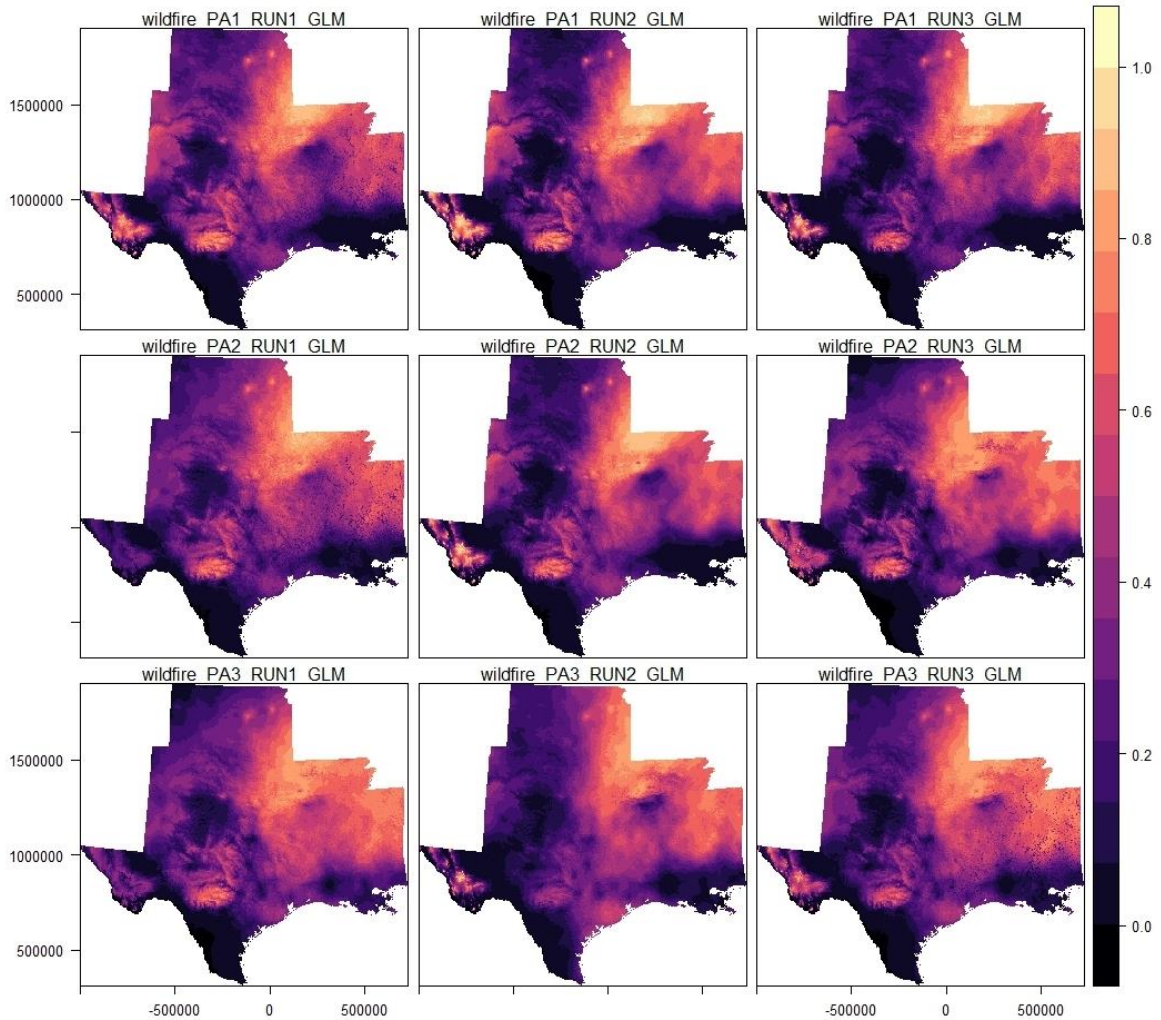 wildfire_PA1_RUN1_GLM
wildfire_PA1_RUN2_GLM
wildfire_PA1_RUN3_GLM
1500000
1000000
500000
wildfire_PA2_RUN1_GLM
wildfire_PA2_RUN2_GLM
wildfire_PA2_RUN3_GLM
wildfire_PA3_RUN1_GLM
wildfire_PA3_RUN2_GLM
wildfire_PA3_RUN3_GLM
1500000
1000000
500000
-500000
0
500000
-500000
0
500000
1.0
0.8
0.6
0.4
0.2
0.0